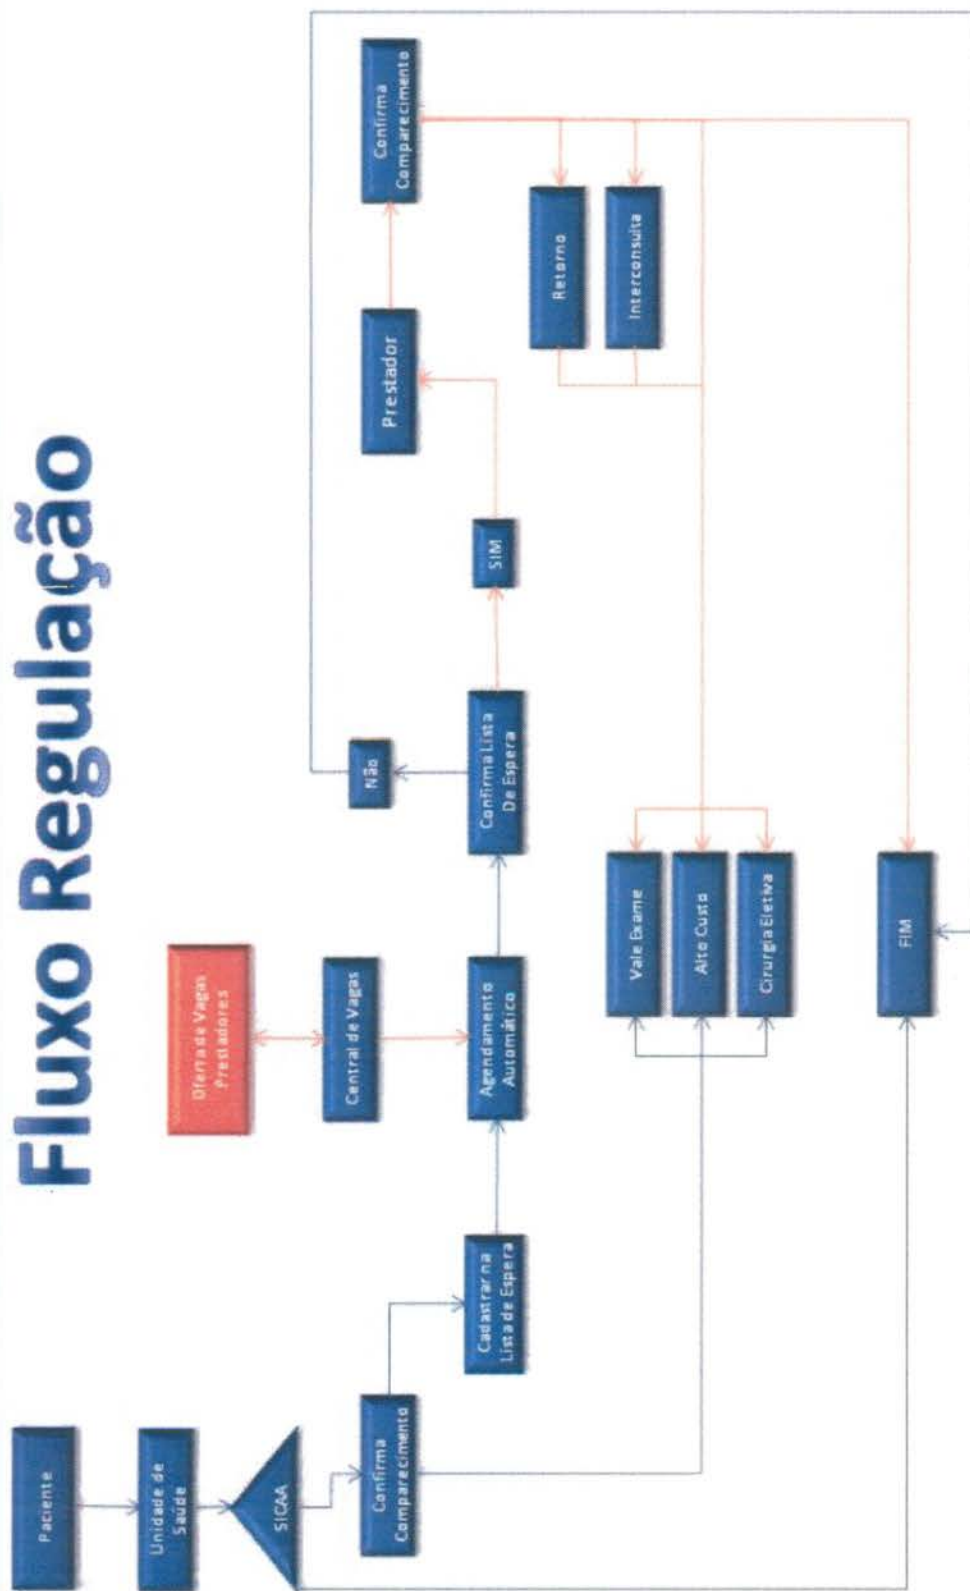 Fluxo Regulação
Paciente
Unidade de
Saúde
SICAA
Confirma
Comparecimento
Cadastrar na
Lista de Espera
Oferta de Vagas
Prestadores
Central de Vagas
Agendamento
Automático
Não
Confirma Lista
De Espera
SIM
Prestador
Confirma
Comparecimento
Retorno
Interconsulta
Vale Exame
Alto Custo
Cirurgia Eletiva
FIM